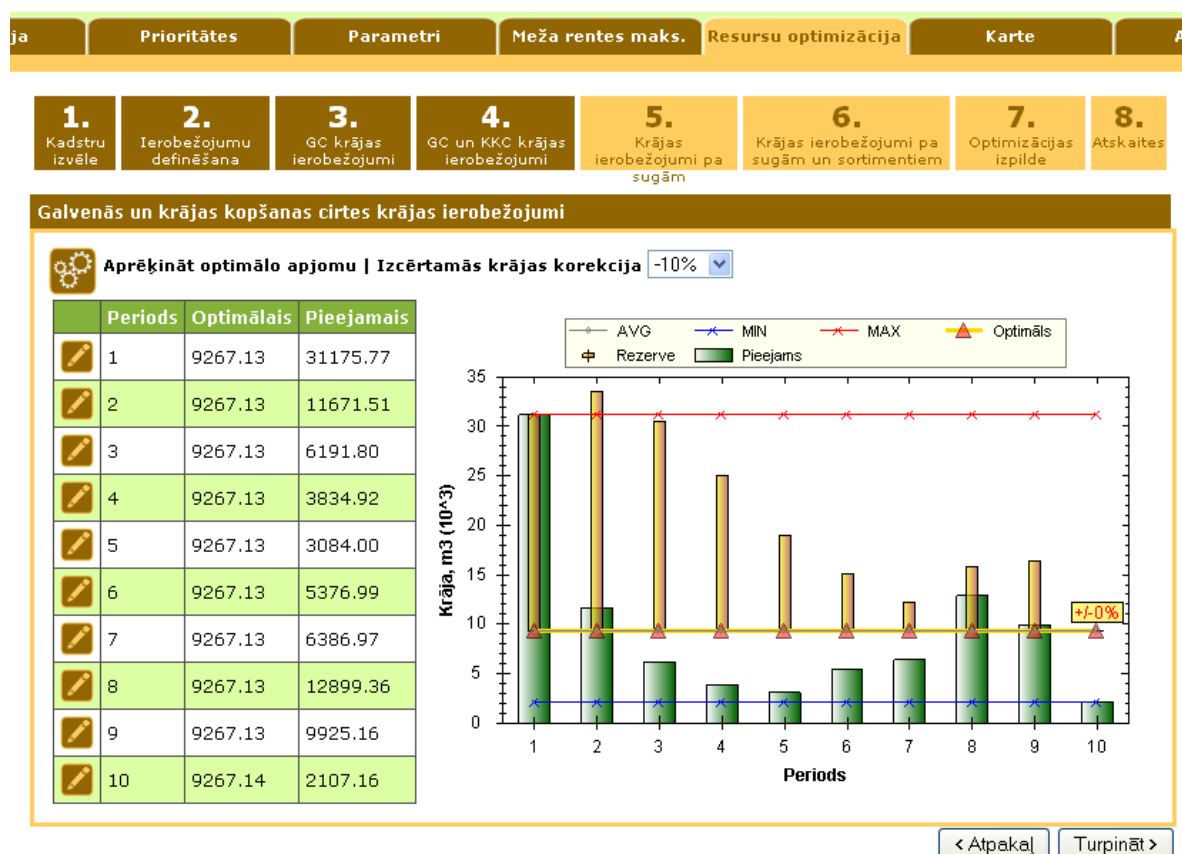 ja Prioritātes Parametri Meža rentes maks. Resursu optimizācija Karte A
1. 2. 3. 4. 5. 6. 7. 8.
Kadstru izvēle
Ierobežojumu definēšana
GC krājas ierobežojumi
GC un KKC krājas ierobežojumi
Krājas ierobežojumi pa sugām
Krājas ierobežojumi pa sugām un sortimentiem
Optimizācijas izpilde
Atskaites
Galvenās un krājas kopšanas cirtes krājas ierobežojumi
Aprēķināt optimālo apjomu | Izcērtamās krājas korekcija -10%
Periods Optimālais Pieejamais
1 9267.13 31175.77
2 9267.13 11671.51
3 9267.13 6191.80
4 9267.13 3834.92
5 9267.13 3084.00
6 9267.13 5376.99
7 9267.13 6386.97
8 9267.13 12899.36
9 9267.13 9925.16
10 9267.14 2107.16
AVG MIN MAX Optimāls
Rezerve Pieejams
Krāja, m3 (10^3)
35
30
25
20
15
10
5
0
+/-0%
1 2 3 4 5 6 7 8 9 10
Periods
< Atpakaļ Turpināt >